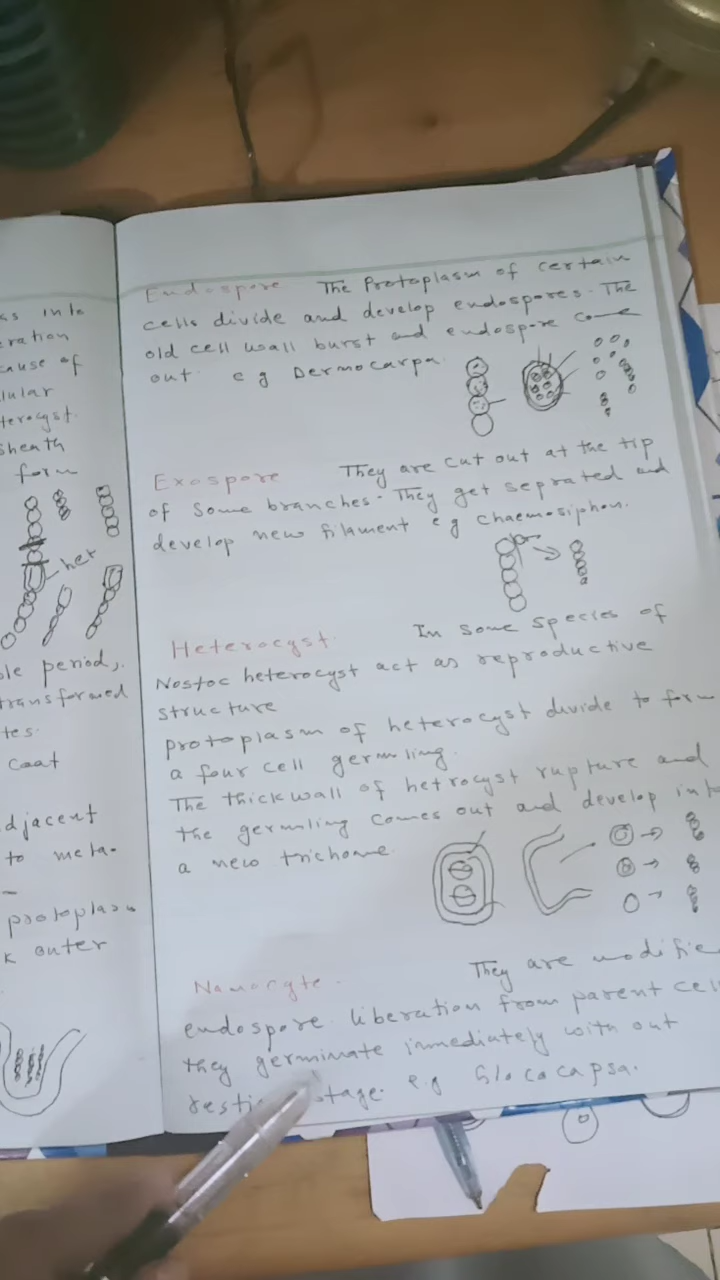 ss into
eration
cause of
lular
terocyst.
sheath
form
het
ole period,
transformed
tes.
coat
adjacent
to meta-
protoplasm
k outer
Endospore The Protoplasm of certain
cells divide and develop endospores. The
old cell wall burst and endospore come
out. e g Dermocarpa.
Exospore They are cut out at the tip
of some branches. They get seprated and
develop new filament e g chaemosiphon.
Heterocyst. In some species of
Nostoc heterocyst act as reproductive
structure
protoplasm of heterocyst divide to form
a four cell germling.
The thick wall of hetrocyst rupture and
the germling comes out and develop into
a new trichome.
Nanocyte. They are modifie
endospore. liberation from parent cell
they germinate immediately with out
resti stage. e.g Glococapsa.